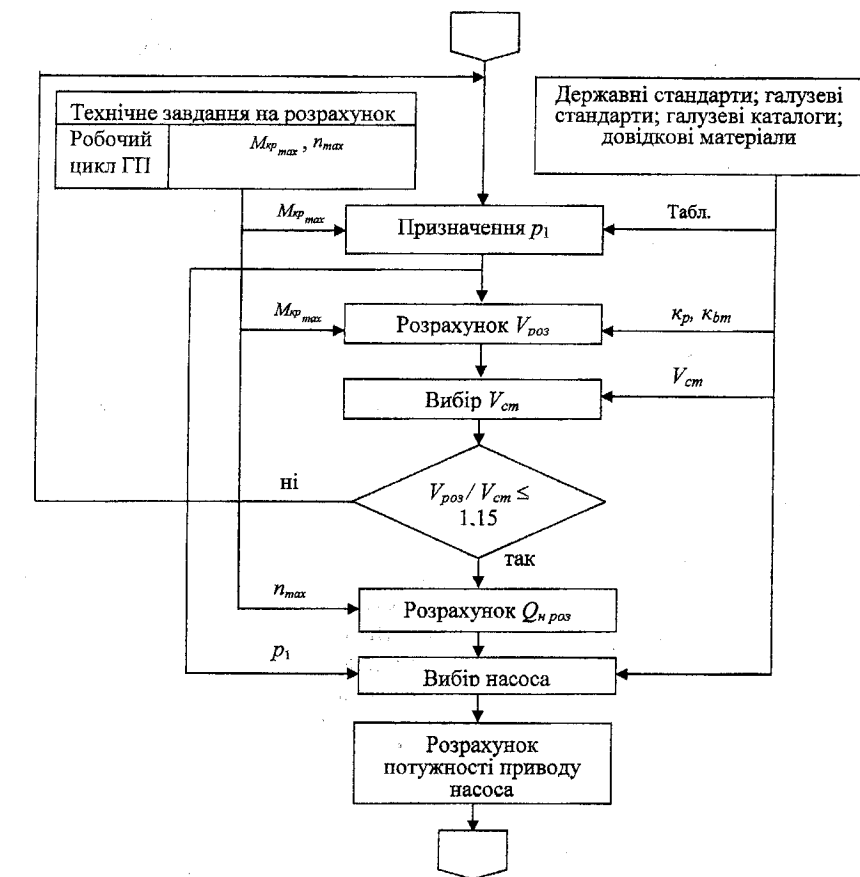 Технічне завдання на розрахунок
Робочий
цикл ГП
Mкр max , nmax
Державні стандарти; галузеві
стандарти; галузеві каталоги;
довідкові матеріали
Mкр max
Призначення p1
Табл.
Mкр max
Розрахунок Vроз
кр, кbm
Вибір Vст
Vст
ні
Vроз / Vст ≤
1.15
так
nmax
Розрахунок Qн роз
p1
Вибір насоса
Розрахунок
потужності приводу
насоса